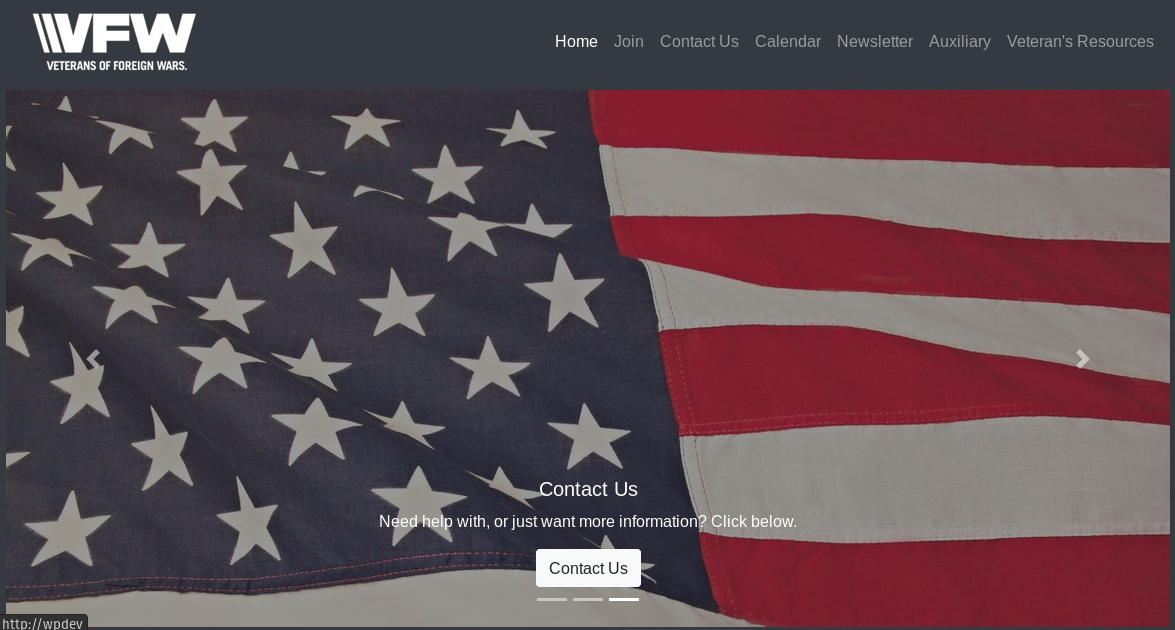 VFW
VETERANS OF FOREIGN WARS.
Home Join Contact Us Calendar Newsletter Auxiliary Veteran's Resources
Contact Us
Need help with, or just want more information? Click below.
Contact Us
http://wpdev